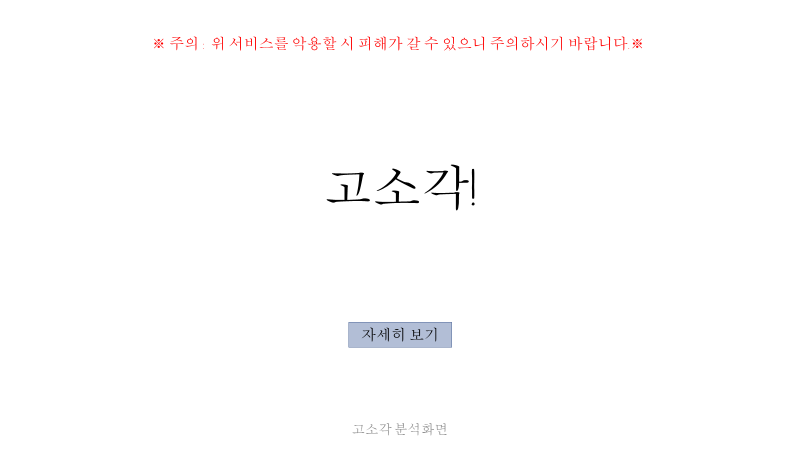 ※ 주의 : 위 서비스를 악용할 시 피해가 갈 수 있으니 주의하시기 바랍니다.※
고소각!
자세히 보기
고소각 분석화면